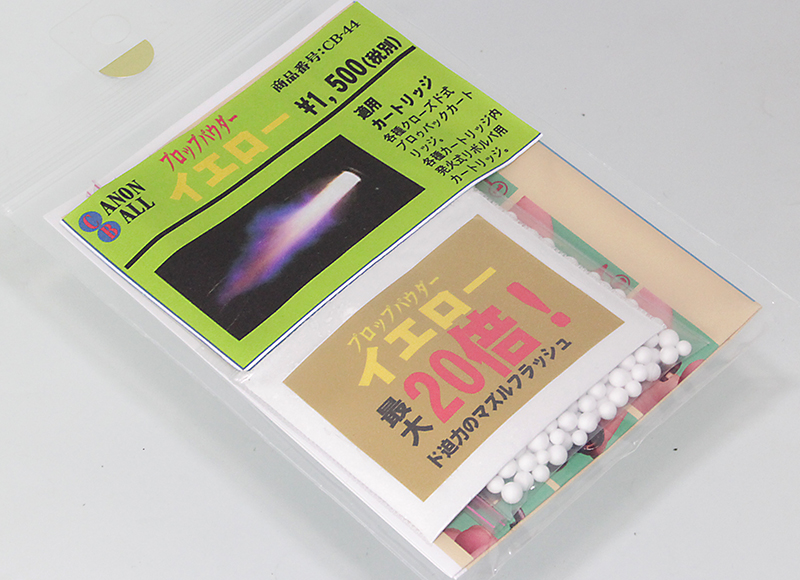 商品番号:CB-44
¥1,500(税別)
プロップパウダー
イエロー
CANON
BALL
適用
カートリッジ
各種クローズド式
ブロゥバックカート
リッジ。
各種カートリッジ内
発火式リボルバ用
カートリッジ。
プロップパウダー
イエロー
最大20倍!
ド迫力のマズルフラッシュ